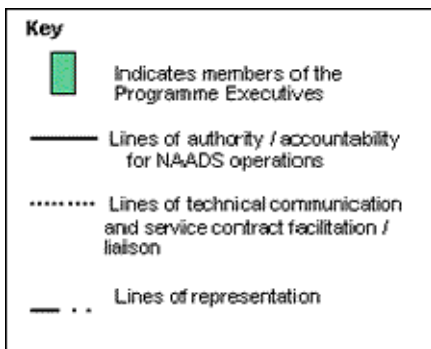 Key
Indicates members of the
Programme Executives
Lines of authority / accountability
for NAADS operations
Lines of technical communication
and service contract facilitation /
liaison
Lines of representation